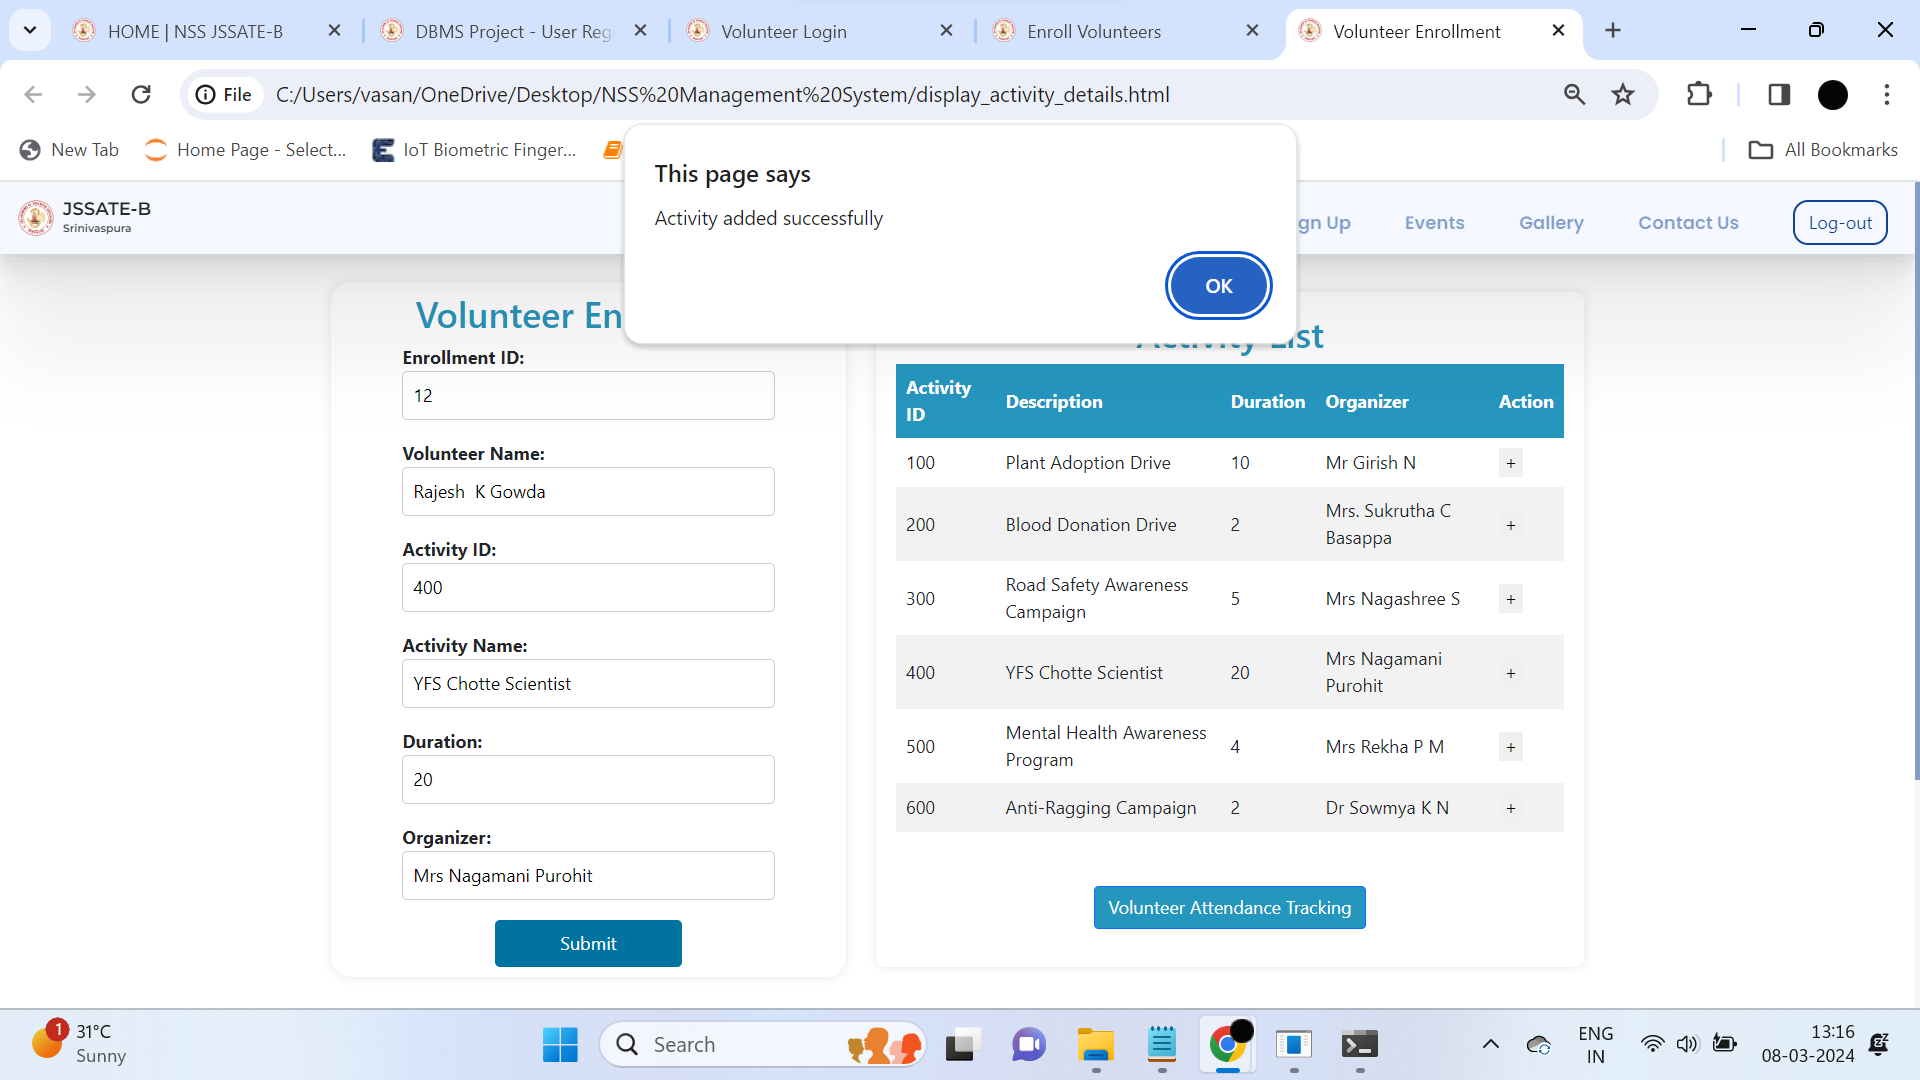 HOME | NSS JSSATE-B
DBMS Project - User Reg
Volunteer Login
Enroll Volunteers
Volunteer Enrollment
File
C:/Users/vasan/OneDrive/Desktop/NSS%20Management%20System/display_activity_details.html
New Tab
Home Page - Select...
IoT Biometric Finger...
All Bookmarks
This page says
Activity added successfully
OK
JSSATE-B
Srinivaspura
gn Up
Events
Gallery
Contact Us
Log-out
Volunteer En
Enrollment ID:
12
Volunteer Name:
Rajesh  K Gowda
Activity ID:
400
Activity Name:
YFS Chotte Scientist
Duration:
20
Organizer:
Mrs Nagamani Purohit
Submit
Activity List
Activity ID Description Duration Organizer Action
100 Plant Adoption Drive 10 Mr Girish N +
200 Blood Donation Drive 2 Mrs. Sukrutha C Basappa +
300 Road Safety Awareness Campaign 5 Mrs Nagashree S +
400 YFS Chotte Scientist 20 Mrs Nagamani Purohit +
500 Mental Health Awareness Program 4 Mrs Rekha P M +
600 Anti-Ragging Campaign 2 Dr Sowmya K N +
Volunteer Attendance Tracking
1
31°C
Sunny
Search
ENG
IN
13:16
08-03-2024